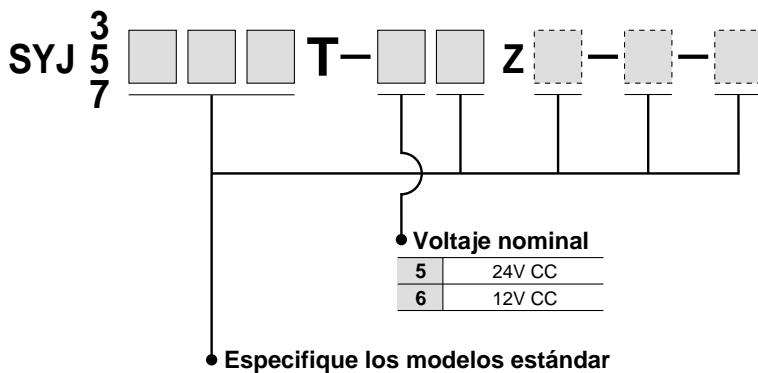 3
SYJ 5 T— Z — —
7
Voltaje nominal
5 24V CC
6 12V CC
Especifique los modelos estándar